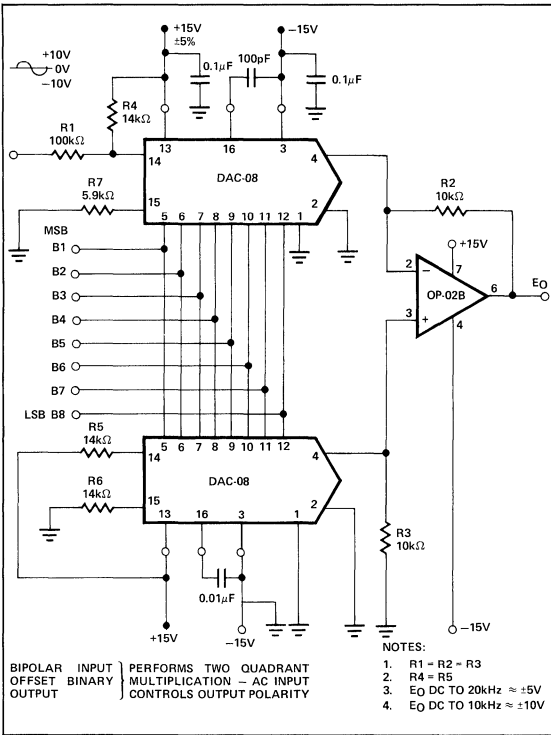 +15V
±5%
−15V
+10V
0V
−10V
0.1μF
100pF
0.1μF
R4
14kΩ
R1
100kΩ
13
16
3
14
4
DAC-08
R7
5.9kΩ
15
2
5 6 7 8 9 10 11 12 1
R2
10kΩ
MSB
B1
B2
B3
B4
B5
B6
B7
LSB B8
+15V
2
−
7
OP-02B
6
EO
3
+
4
R5
14kΩ
5 6 7 8 9 10 11 12
14
4
DAC-08
R6
14kΩ
15
2
13
16
3
1
R3
10kΩ
0.01μF
+15V
−15V
−15V
BIPOLAR INPUT
OFFSET BINARY
OUTPUT
PERFORMS TWO QUADRANT
MULTIPLICATION – AC INPUT
CONTROLS OUTPUT POLARITY
NOTES:
1. R1 = R2 = R3
2. R4 = R5
3. EO DC TO 20kHz ≈ ±5V
4. EO DC TO 10kHz ≈ ±10V